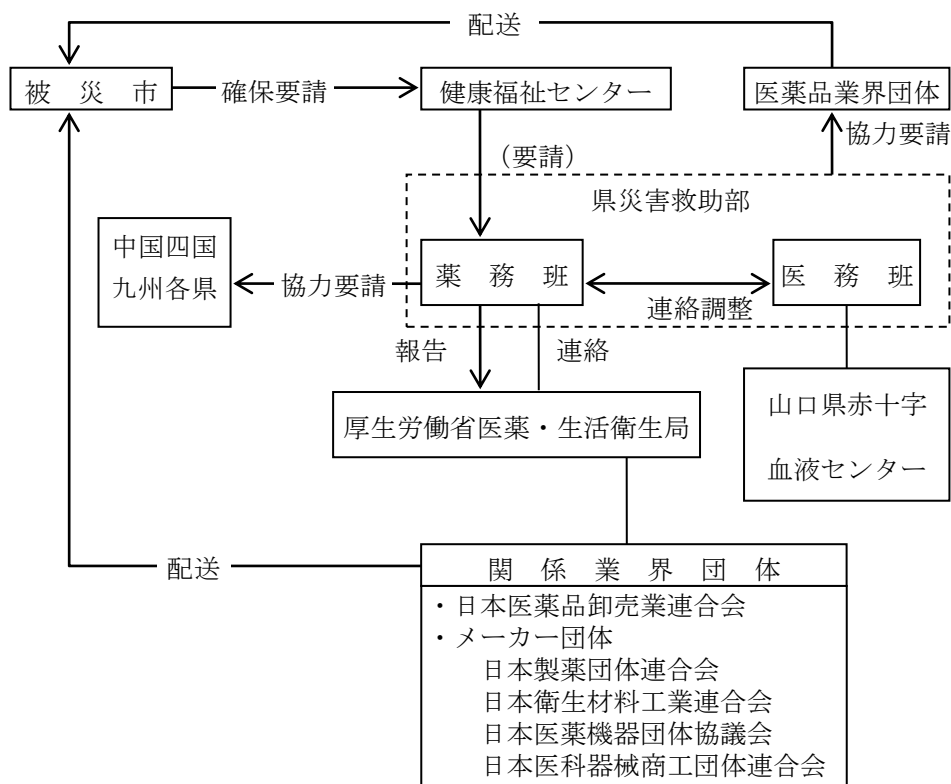 配送
被災市
確保要請
健康福祉センター
医薬品業界団体
協力要請
（要請）
県災害救助部
中国四国
九州各県
協力要請
薬務班
医務班
連絡調整
報告
連絡
厚生労働省医薬・生活衛生局
山口県赤十字
血液センター
配送
関係業界団体
・日本医薬品卸売業連合会
・メーカー団体
日本製薬団体連合会
日本衛生材料工業連合会
日本医薬機器団体協議会
日本医科器械商工団体連合会